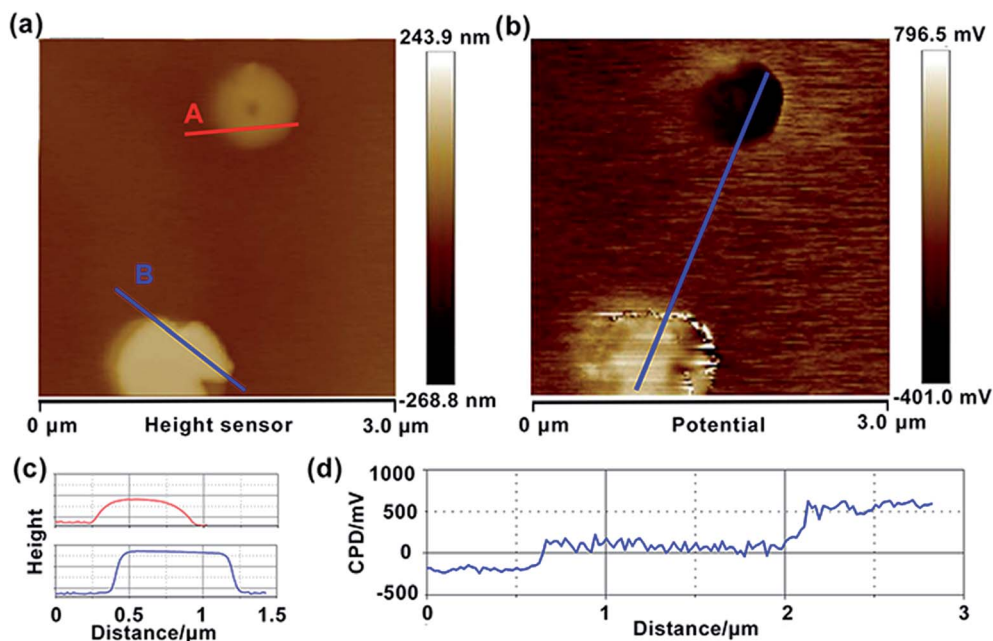 (a)
243.9 nm
A
B
-268.8 nm
0 µm
Height sensor
3.0 µm
(b)
796.5 mV
-401.0 mV
0 µm
Potential
3.0 µm
(c)
Height
0
0.5
1
1.5
Distance/µm
(d)
CPD/mV
1000
500
0
-500
0
1
2
3
Distance/µm